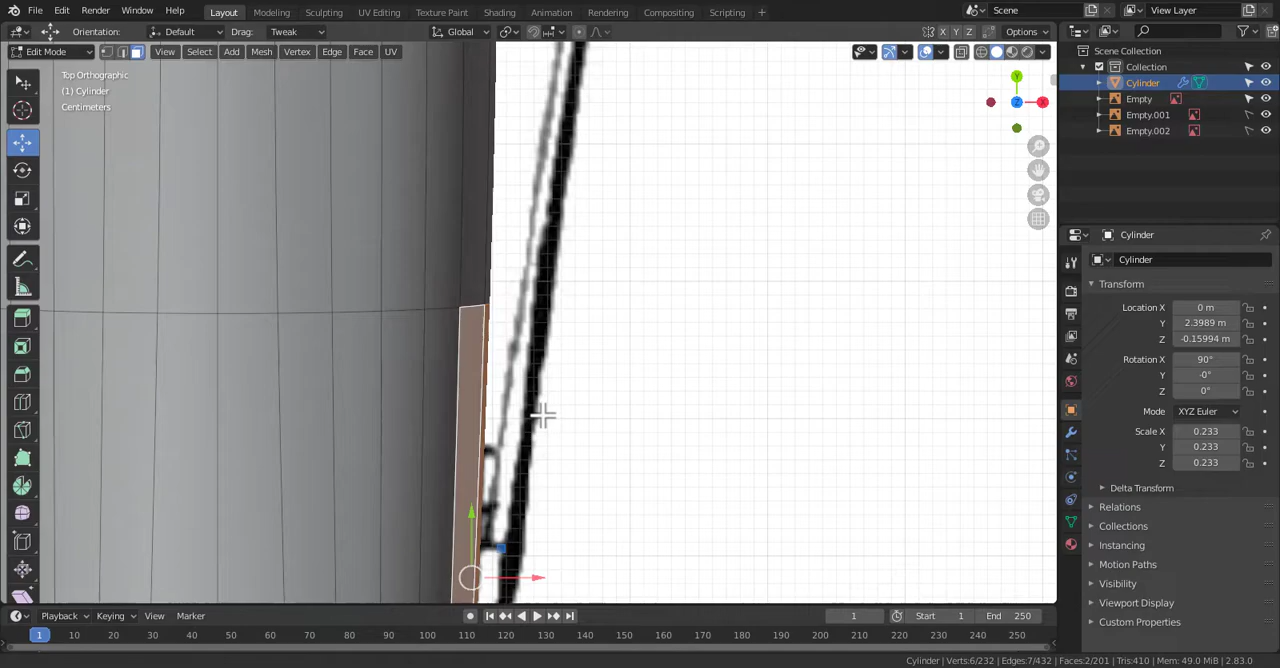 File Edit Render Window Help Layout Modeling Sculpting UV Editing Texture Paint Shading Animation Rendering Compositing Scripting + Scene View Layer
Orientation: Default Drag: Tweak Global X Y Z Options
Edit Mode View Select Add Mesh Vertex Edge Face UV
Top Orthographic
(1) Cylinder
Centimeters
Y
Z
X
Scene Collection
Collection
Cylinder
Empty
Empty.001
Empty.002
Cylinder
Cylinder
Transform
Location X 0 m
Y 2.3989 m
Z -0.15994 m
Rotation X 90°
Y -0°
Z 0°
Mode XYZ Euler
Scale X 0.233
Y 0.233
Z 0.233
Delta Transform
Relations
Collections
Instancing
Motion Paths
Visibility
Viewport Display
Custom Properties
Playback Keying View Marker 1 Start 1 End 250
1 10 20 30 40 50 60 70 80 90 100 110 120 130 140 150 160 170 180 190 200 210 220 230 240 250
Cylinder | Verts:6/232 | Edges:7/432 | Faces:2/201 | Tris:410 | Mem: 49.0 MiB | 2.83.0